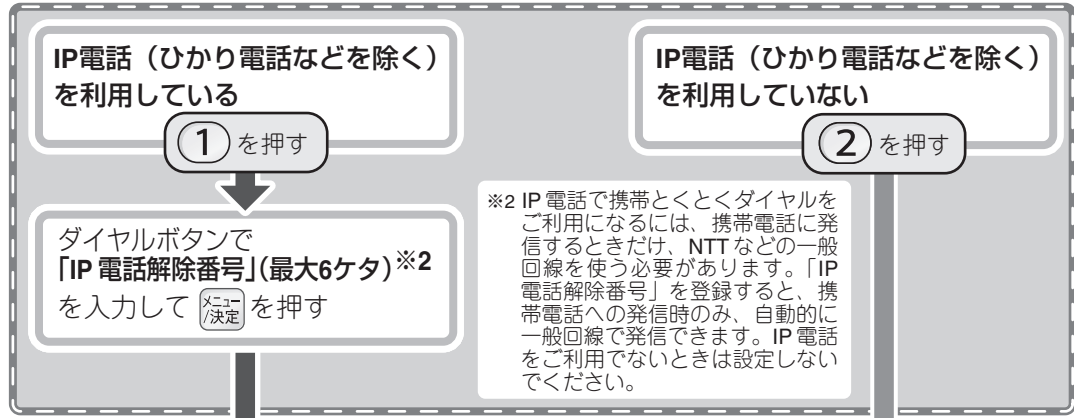 IP電話（ひかり電話などを除く）
を利用している
1 を押す
ダイヤルボタンで
「IP 電話解除番号」（最大6ケタ）※2
を入力して メニュー/決定 を押す
IP電話（ひかり電話などを除く）
を利用していない
2 を押す
※2 IP 電話で携帯とくとくダイヤルを
ご利用になるには、携帯電話に発
信するときだけ、NTT などの一般
回線を使う必要があります。「IP
電話解除番号」を登録すると、携
帯電話への発信時のみ、自動的に
一般回線で発信できます。IP 電話
をご利用でないときは設定しない
でください。